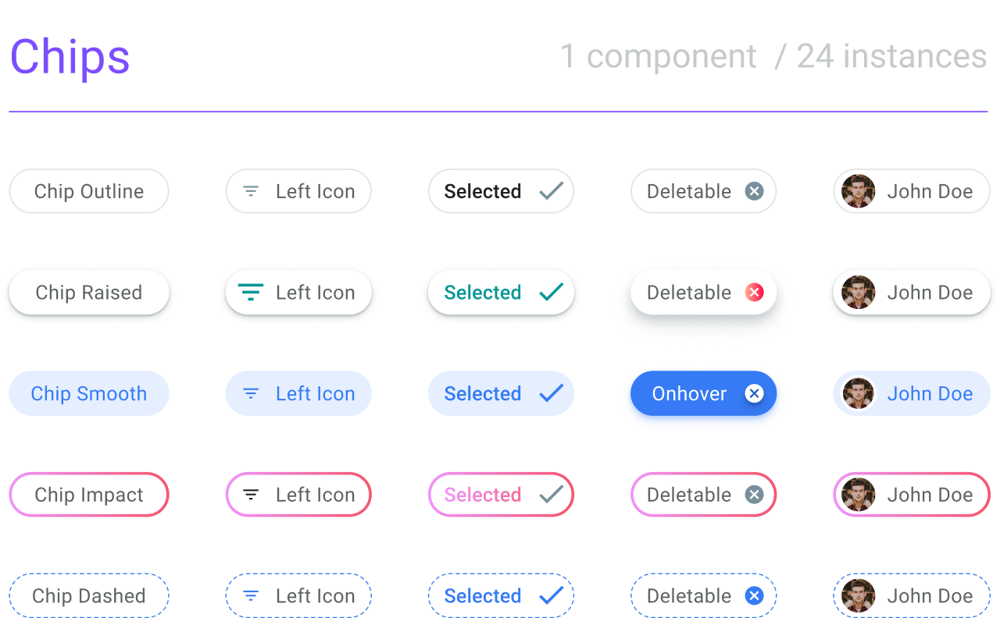 Chips
1 component / 24 instances
Chip Outline
Left Icon
Selected
Deletable
John Doe
Chip Raised
Left Icon
Selected
Deletable
John Doe
Chip Smooth
Left Icon
Selected
Onhover
John Doe
Chip Impact
Left Icon
Selected
Deletable
John Doe
Chip Dashed
Left Icon
Selected
Deletable
John Doe